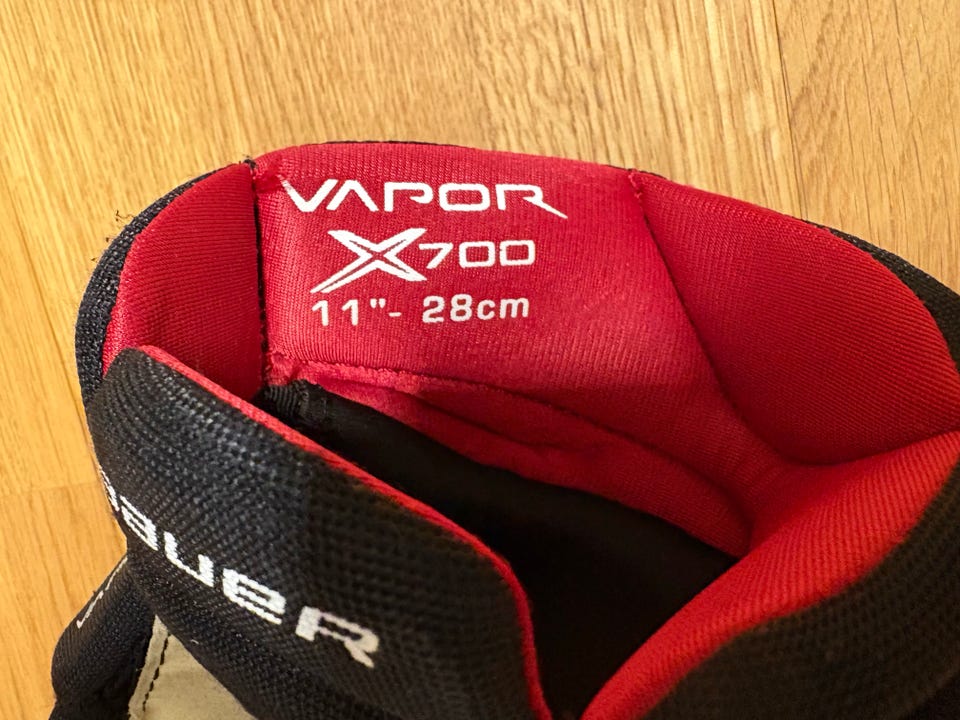 VAPOR
X700
11"- 28cm
Bauer